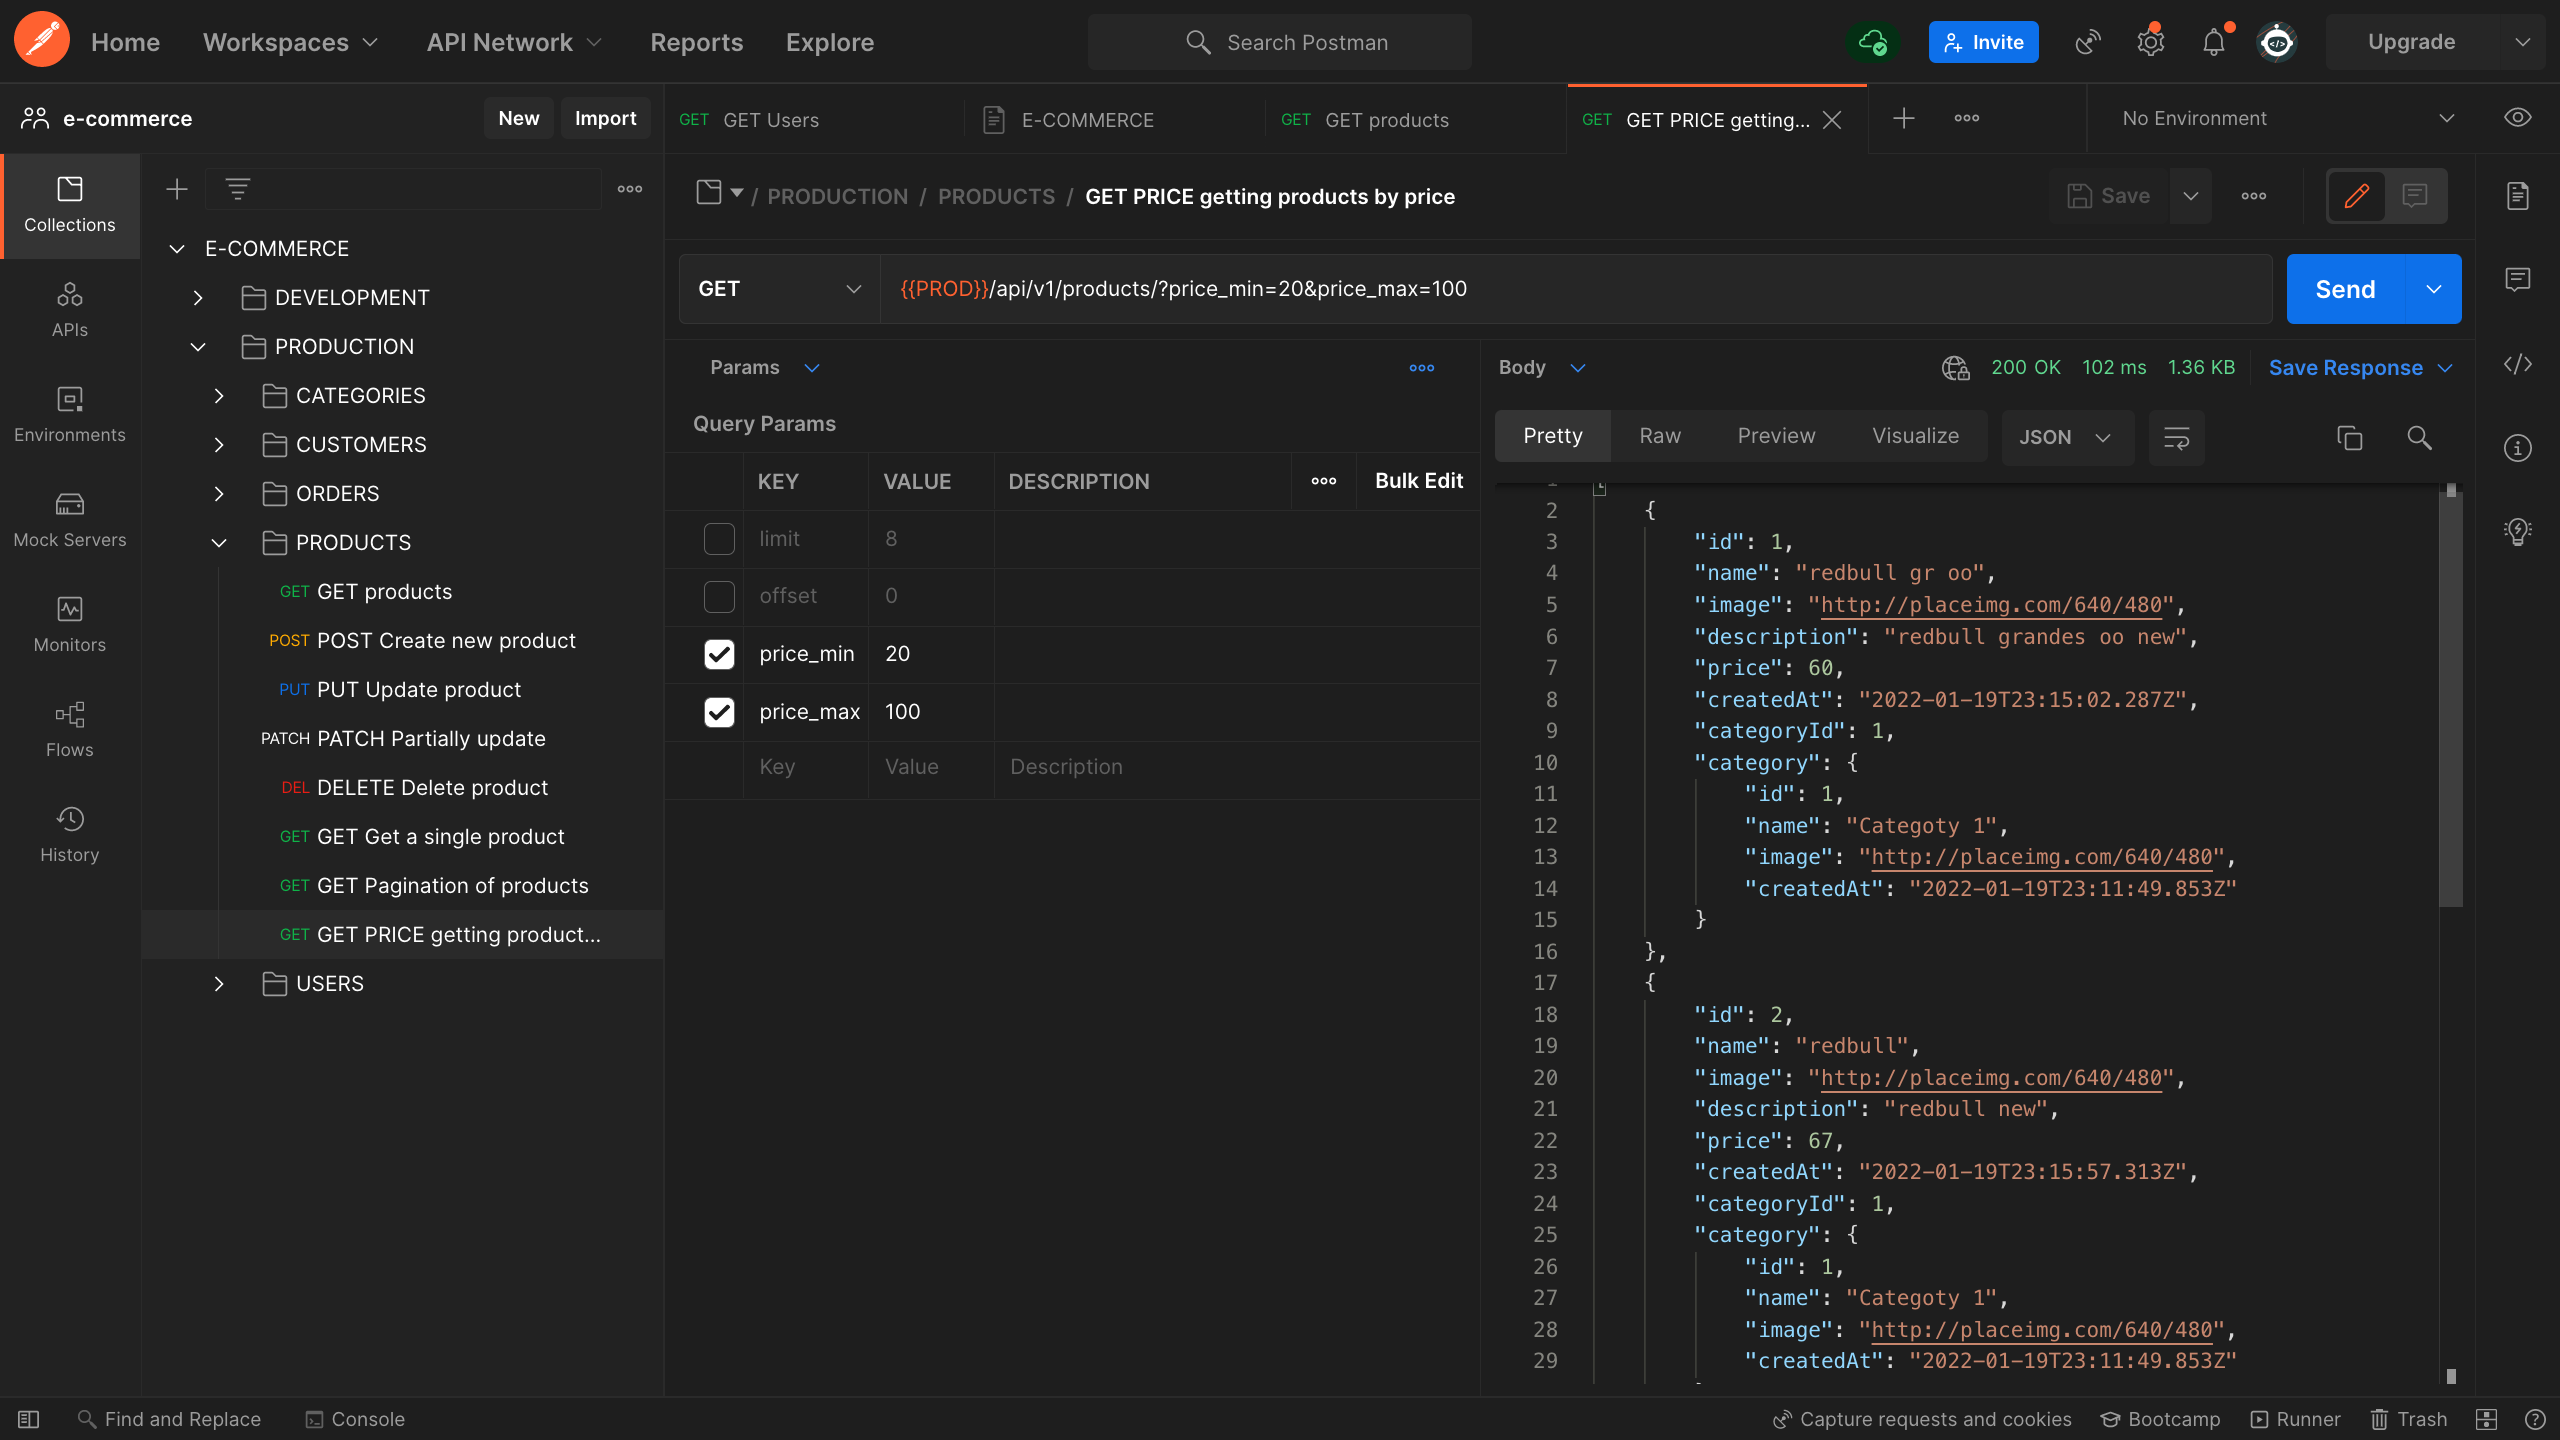 Home Workspaces API Network Reports Explore Search Postman Invite Upgrade
e-commerce New Import
GET GET Users E-COMMERCE GET GET products GET GET PRICE getting... No Environment
Collections
APIs
Environments
Mock Servers
Monitors
Flows
History
E-COMMERCE
DEVELOPMENT
PRODUCTION
CATEGORIES
CUSTOMERS
ORDERS
PRODUCTS
GET GET products
POST POST Create new product
PUT PUT Update product
PATCH PATCH Partially update
DEL DELETE Delete product
GET GET Get a single product
GET GET Pagination of products
GET GET PRICE getting product...
USERS
/ PRODUCTION / PRODUCTS / GET PRICE getting products by price Save
GET {{PROD}}/api/v1/products/?price_min=20&price_max=100 Send
Params
Query Params
KEY VALUE DESCRIPTION Bulk Edit
limit 8
offset 0
price_min 20
price_max 100
Key Value Description
Body 200 OK 102 ms 1.36 KB Save Response
Pretty Raw Preview Visualize JSON
1 [
2 {
3 "id": 1,
4 "name": "redbull gr oo",
5 "image": "http://placeimg.com/640/480",
6 "description": "redbull grandes oo new",
7 "price": 60,
8 "createdAt": "2022-01-19T23:15:02.287Z",
9 "categoryId": 1,
10 "category": {
11 "id": 1,
12 "name": "Categoty 1",
13 "image": "http://placeimg.com/640/480",
14 "createdAt": "2022-01-19T23:11:49.853Z"
15 }
16 },
17 {
18 "id": 2,
19 "name": "redbull",
20 "image": "http://placeimg.com/640/480",
21 "description": "redbull new",
22 "price": 67,
23 "createdAt": "2022-01-19T23:15:57.313Z",
24 "categoryId": 1,
25 "category": {
26 "id": 1,
27 "name": "Categoty 1",
28 "image": "http://placeimg.com/640/480",
29 "createdAt": "2022-01-19T23:11:49.853Z"
Find and Replace Console Capture requests and cookies Bootcamp Runner Trash